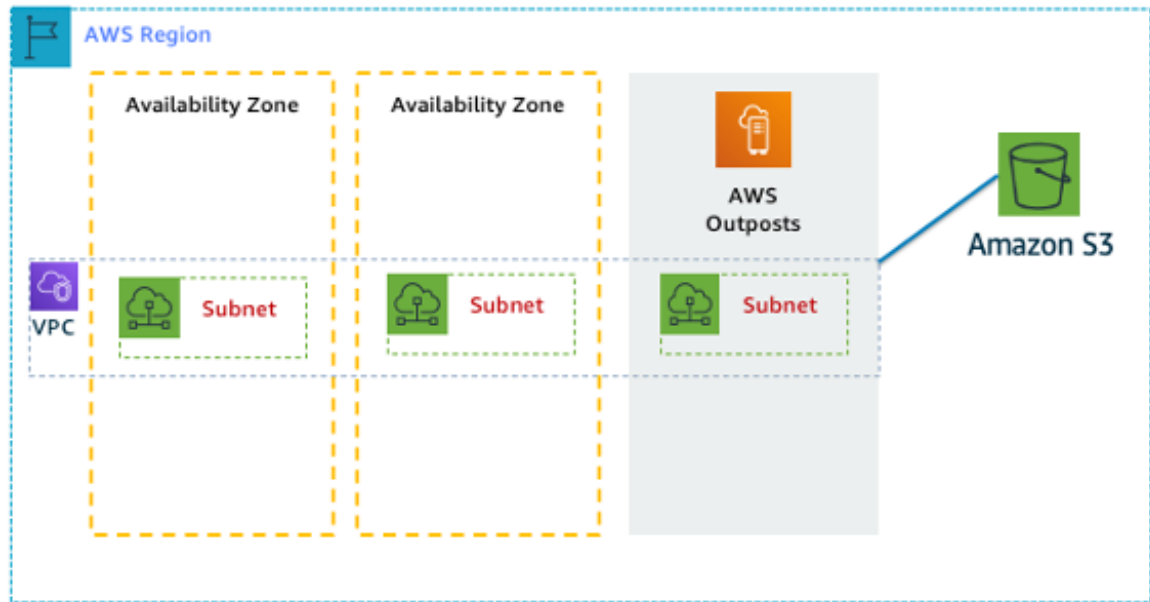 AWS Region
Availability Zone
Availability Zone
AWS
Outposts
Amazon S3
VPC
Subnet
Subnet
Subnet